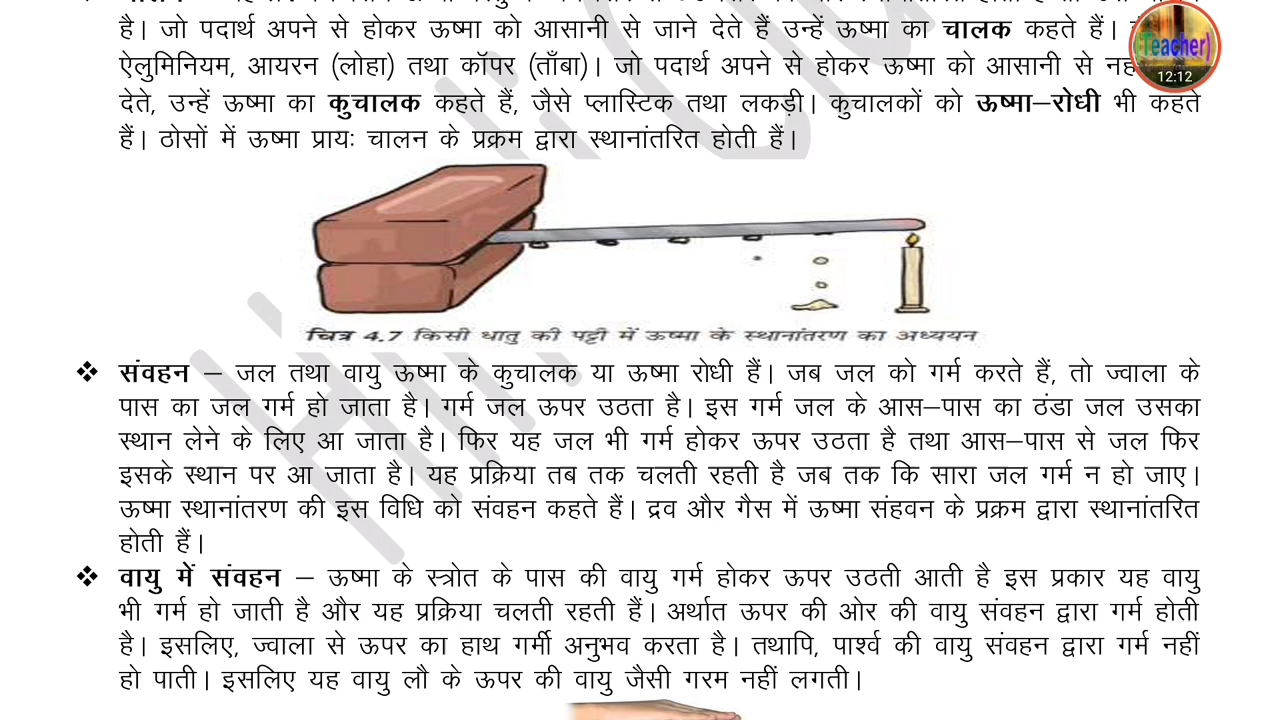 है। जो पदार्थ अपने से होकर ऊष्मा को आसानी से जाने देते हैं उन्हें ऊष्मा का चालक कहते हैं।
ऐलुमिनियम, आयरन (लोहा) तथा कॉपर (ताँबा)। जो पदार्थ अपने से होकर ऊष्मा को आसानी से
देते, उन्हें ऊष्मा का कुचालक कहते हैं, जैसे प्लास्टिक तथा लकड़ी। कुचालकों को ऊष्मा–रोधी भी कहते
हैं। ठोसों में ऊष्मा प्रायः चालन के प्रक्रम द्वारा स्थानांतरित होती हैं।
Teacher)
12:12
चित्र 4.7 किसी धातु की पट्टी में ऊष्मा के स्थानांतरण का अध्ययन
❖ संवहन – जल तथा वायु ऊष्मा के कुचालक या ऊष्मा रोधी हैं। जब जल को गर्म करते हैं, तो ज्वाला के
पास का जल गर्म हो जाता है। गर्म जल ऊपर उठता है। इस गर्म जल के आस–पास का ठंडा जल उसका
स्थान लेने के लिए आ जाता है। फिर यह जल भी गर्म होकर ऊपर उठता है तथा आस–पास से जल फिर
इसके स्थान पर आ जाता है। यह प्रक्रिया तब तक चलती रहती है जब तक कि सारा जल गर्म न हो जाए।
ऊष्मा स्थानांतरण की इस विधि को संवहन कहते हैं। द्रव और गैस में ऊष्मा संहवन के प्रक्रम द्वारा स्थानांतरित
होती हैं।
❖ वायु में संवहन – ऊष्मा के स्त्रोत के पास की वायु गर्म होकर ऊपर उठती आती है इस प्रकार यह वायु
भी गर्म हो जाती है और यह प्रक्रिया चलती रहती हैं। अर्थात ऊपर की ओर की वायु संवहन द्वारा गर्म होती
है। इसलिए, ज्वाला से ऊपर का हाथ गर्मी अनुभव करता है। तथापि, पार्श्व की वायु संवहन द्वारा गर्म नहीं
हो पाती। इसलिए यह वायु लौ के ऊपर की वायु जैसी गरम नहीं लगती।